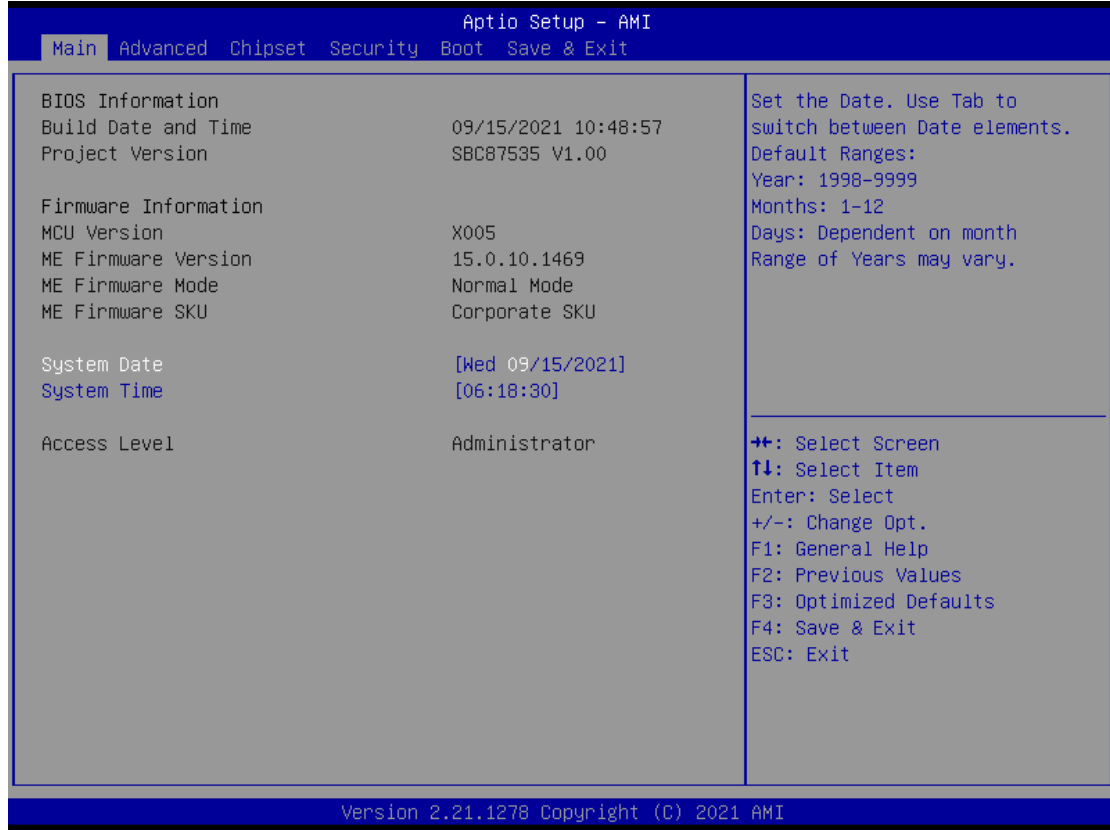 Aptio Setup – AMI
Main Advanced Chipset Security Boot Save & Exit
BIOS Information
Build Date and Time 09/15/2021 10:48:57
Project Version SBC87535 V1.00
Firmware Information
MCU Version X005
ME Firmware Version 15.0.10.1469
ME Firmware Mode Normal Mode
ME Firmware SKU Corporate SKU
System Date [Wed 09/15/2021]
System Time [06:18:30]
Access Level Administrator
Set the Date. Use Tab to
switch between Date elements.
Default Ranges:
Year: 1998-9999
Months: 1-12
Days: Dependent on month
Range of Years may vary.
→←: Select Screen
↑↓: Select Item
Enter: Select
+/-: Change Opt.
F1: General Help
F2: Previous Values
F3: Optimized Defaults
F4: Save & Exit
ESC: Exit
Version 2.21.1278 Copyright (C) 2021 AMI